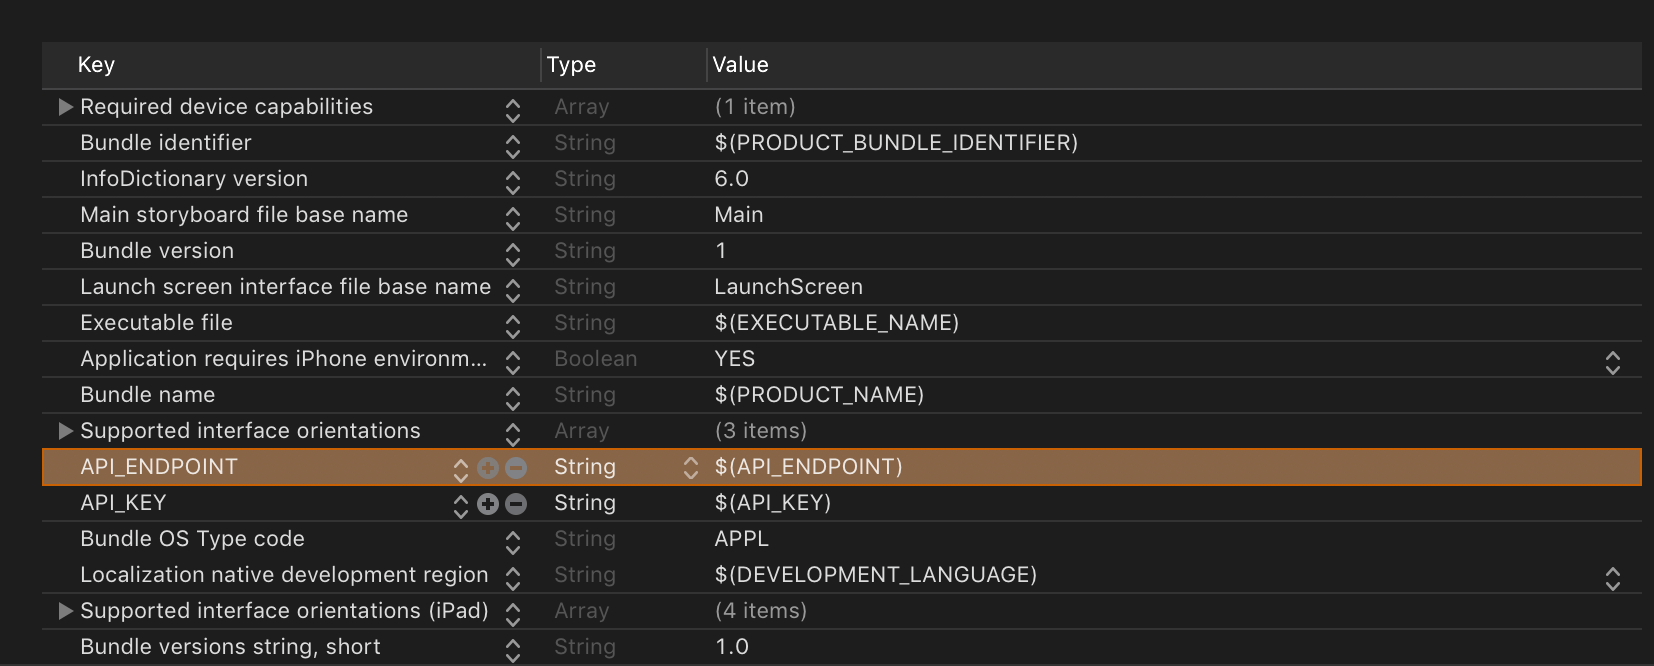 Key Type Value
Required device capabilities Array (1 item)
Bundle identifier String $(PRODUCT_BUNDLE_IDENTIFIER)
InfoDictionary version String 6.0
Main storyboard file base name String Main
Bundle version String 1
Launch screen interface file base name String LaunchScreen
Executable file String $(EXECUTABLE_NAME)
Application requires iPhone environm... Boolean YES
Bundle name String $(PRODUCT_NAME)
Supported interface orientations Array (3 items)
API_ENDPOINT String $(API_ENDPOINT)
API_KEY String $(API_KEY)
Bundle OS Type code String APPL
Localization native development region String $(DEVELOPMENT_LANGUAGE)
Supported interface orientations (iPad) Array (4 items)
Bundle versions string, short String 1.0